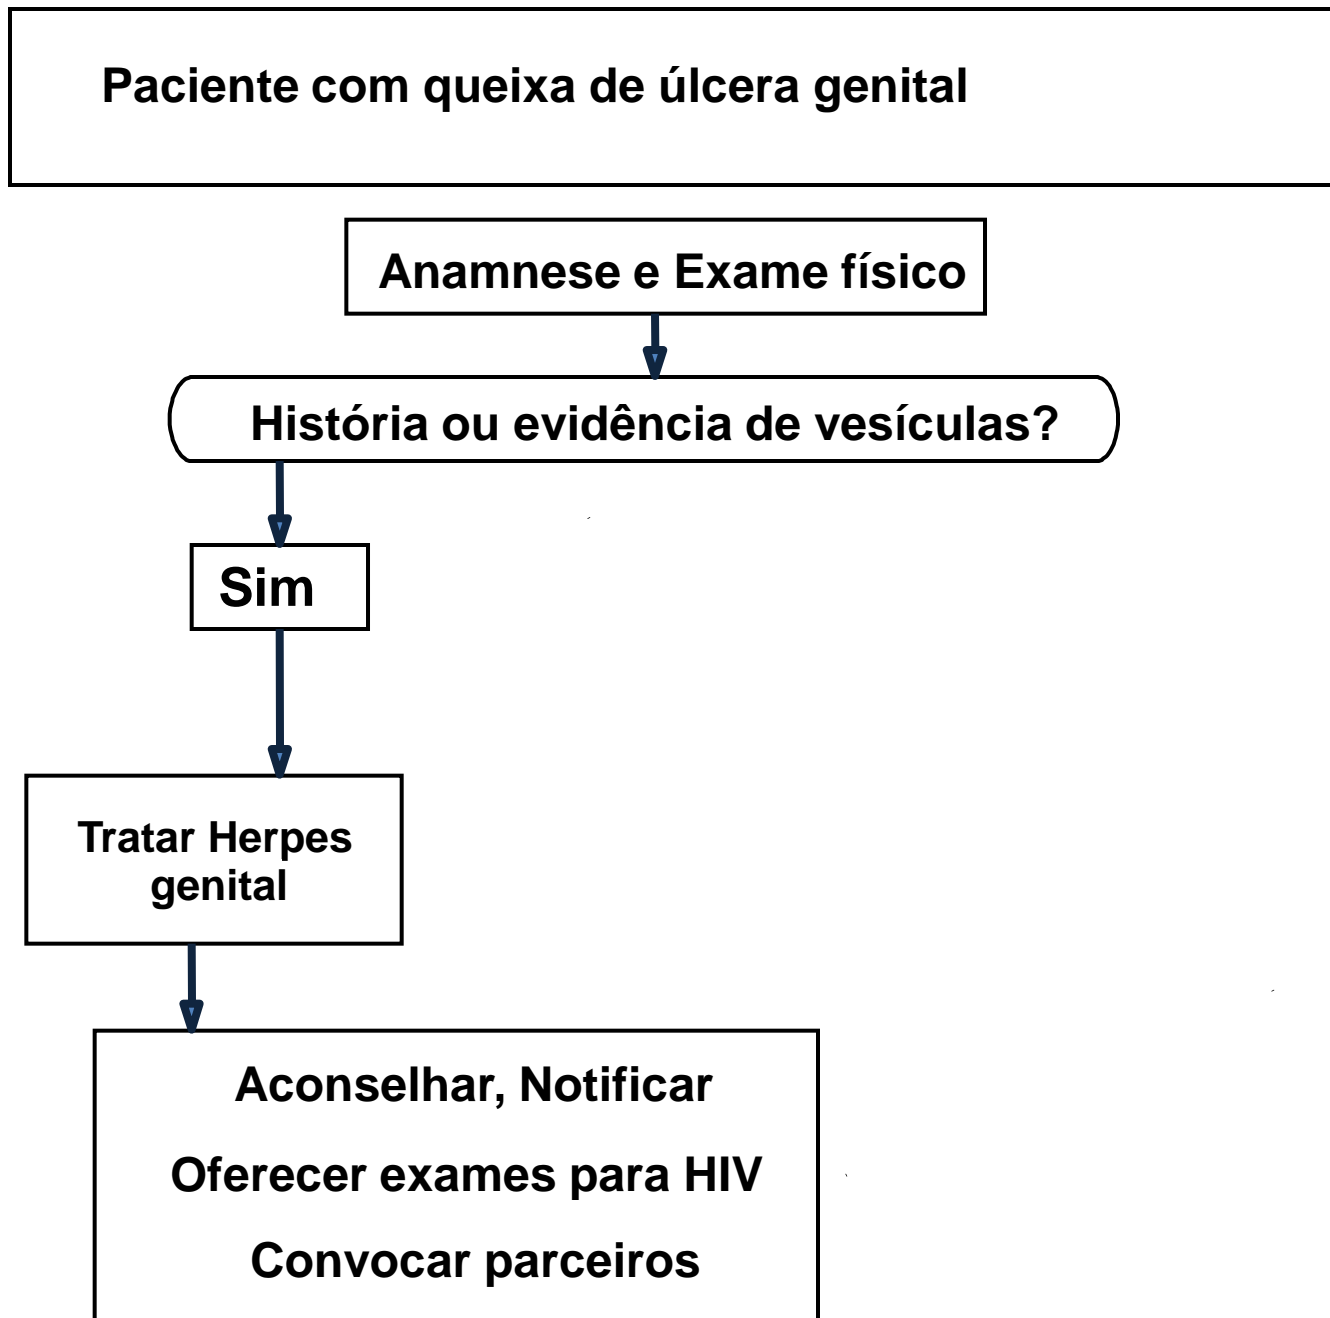 Paciente com queixa de úlcera genital
Anamnese e Exame físico
História ou evidência de vesículas?
Sim
Tratar Herpes
genital
Aconselhar, Notificar
Oferecer exames para HIV
Convocar parceiros